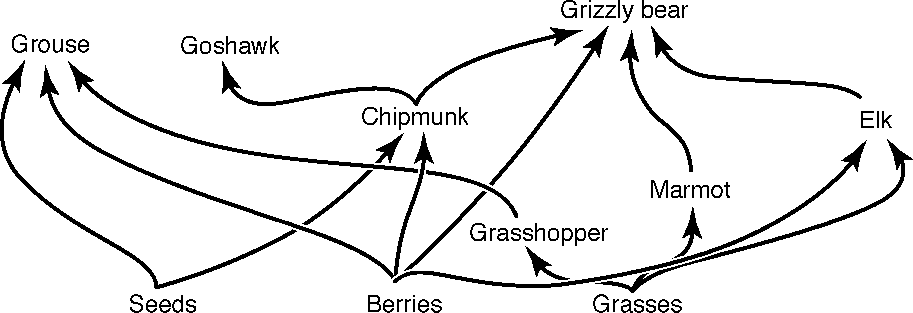 Grizzly bear
Grouse
Goshawk
Chipmunk
Elk
Marmot
Grasshopper
Seeds
Berries
Grasses